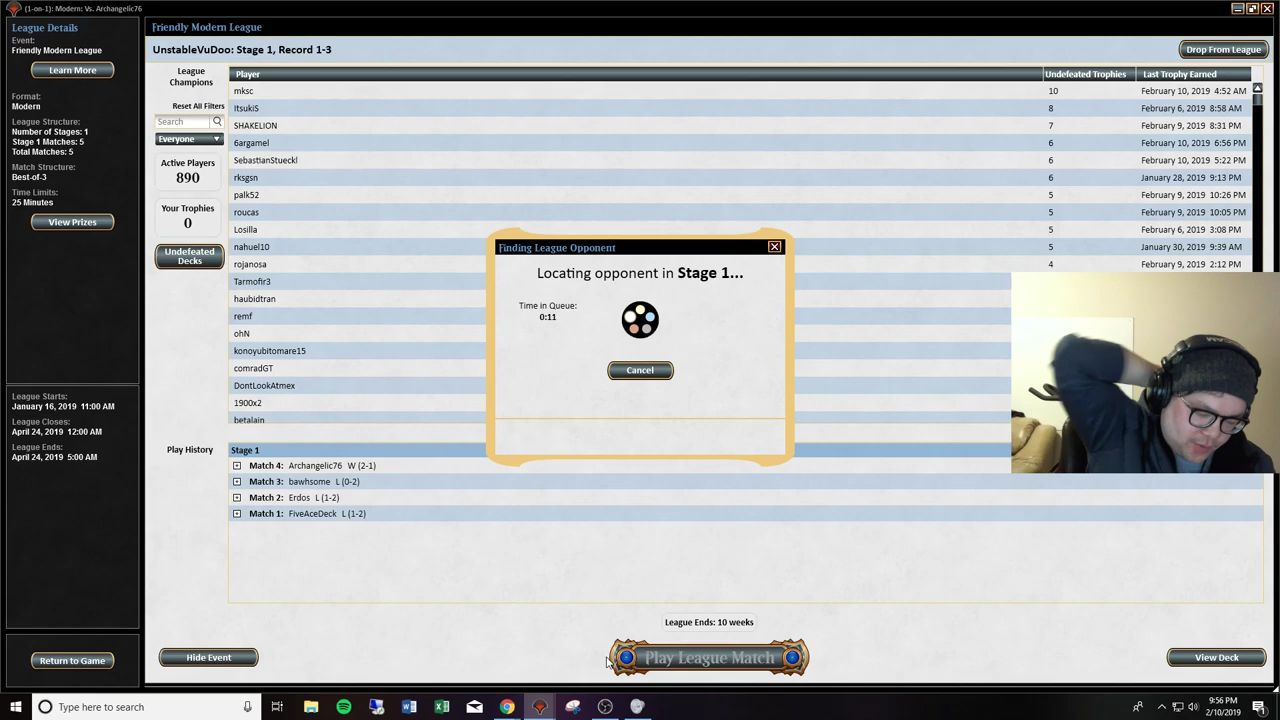 (1-on-1): Modern: Vs. Archangelic76
League Details
Event:
Friendly Modern League
Learn More
Format:
Modern
League Structure:
Number of Stages: 1
Stage 1 Matches: 5
Total Matches: 5
Match Structure:
Best-of-3
Time Limits:
25 Minutes
View Prizes
League Starts:
January 16, 2019 11:00 AM
League Closes:
April 24, 2019 12:00 AM
League Ends:
April 24, 2019 5:00 AM
Return to Game
Friendly Modern League
UnstableVuDoo: Stage 1, Record 1-3
Drop From League
League
Champions
Reset All Filters
Search
Everyone
Active Players
890
Your Trophies
0
Undefeated
Decks
Player Undefeated Trophies Last Trophy Earned
mksc 10 February 10, 2019 4:52 AM
ItsukiS 8 February 6, 2019 8:58 AM
SHAKELION 7 February 9, 2019 8:31 PM
6argamel 6 February 10, 2019 6:56 PM
SebastianStueckl 6 February 10, 2019 5:22 PM
rksgsn 6 January 28, 2019 9:13 PM
palk52 5 February 9, 2019 10:26 PM
roucas 5 February 9, 2019 10:05 PM
Losilla 5 February 6, 2019 3:08 PM
nahuel10 5 January 30, 2019 9:39 AM
rojanosa 4 February 9, 2019 2:12 PM
Tarmofir3
haubidtran
remf
ohN
konoyubitomare15
comradGT
DontLookAtmex
1900x2
betalain
Finding League Opponent
Locating opponent in Stage 1...
Time in Queue:
0:11
Cancel
Play History
Stage 1
Match 4: Archangelic76 W (2-1)
Match 3: bawhsome L (0-2)
Match 2: Erdos L (1-2)
Match 1: FiveAceDeck L (1-2)
League Ends: 10 weeks
Hide Event
Play League Match
View Deck
Type here to search
9:56 PM
2/10/2019